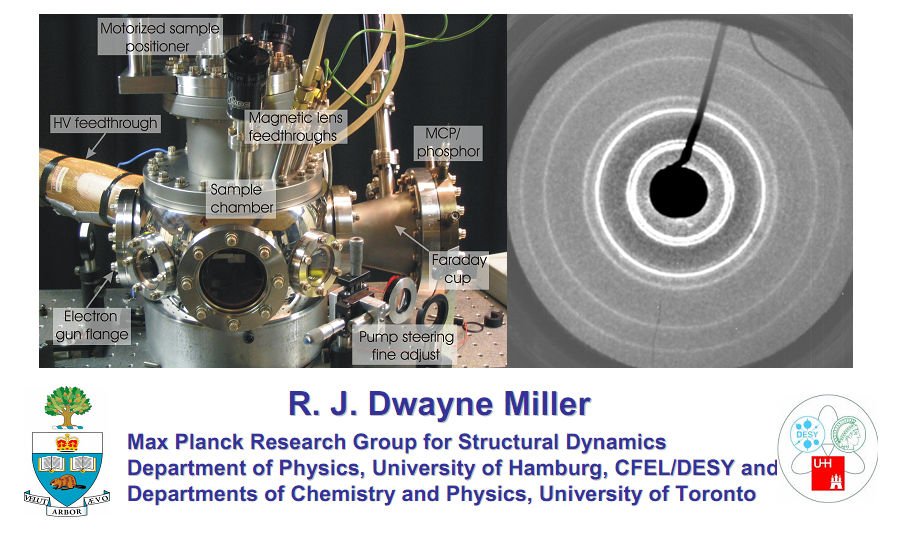 Motorized sample
positioner
HV feedthrough
Magnetic lens
feedthroughs
MCP/
phosphor
Sample
chamber
Faraday
cup
Electron
gun flange
Pump steering
fine adjust
R. J. Dwayne Miller
Max Planck Research Group for Structural Dynamics
Department of Physics, University of Hamburg, CFEL/DESY and
Departments of Chemistry and Physics, University of Toronto
VELUT
ARBOR
ÆVO
DESY
UH